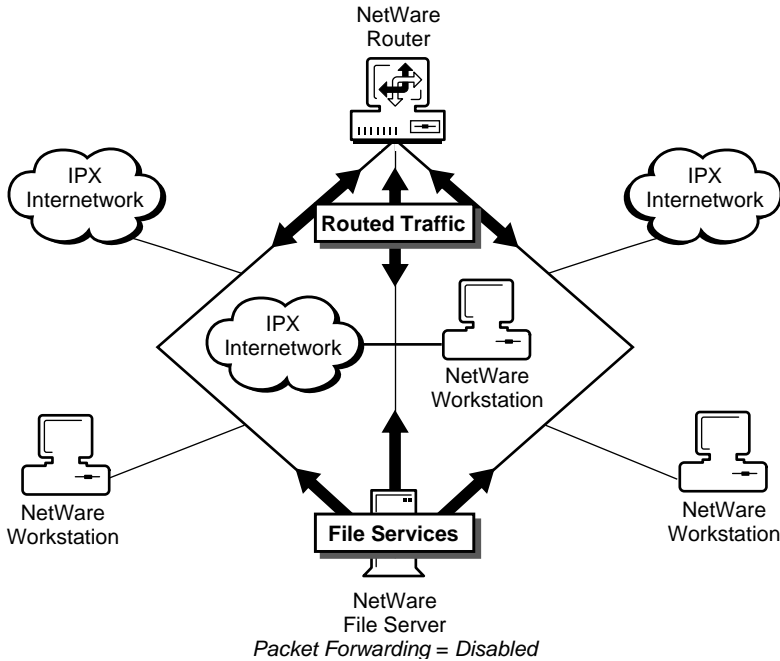 NetWare
Router
IPX
Internetwork
IPX
Internetwork
Routed Traffic
IPX
Internetwork
NetWare
Workstation
NetWare
Workstation
NetWare
Workstation
File Services
NetWare
File Server
Packet Forwarding = Disabled